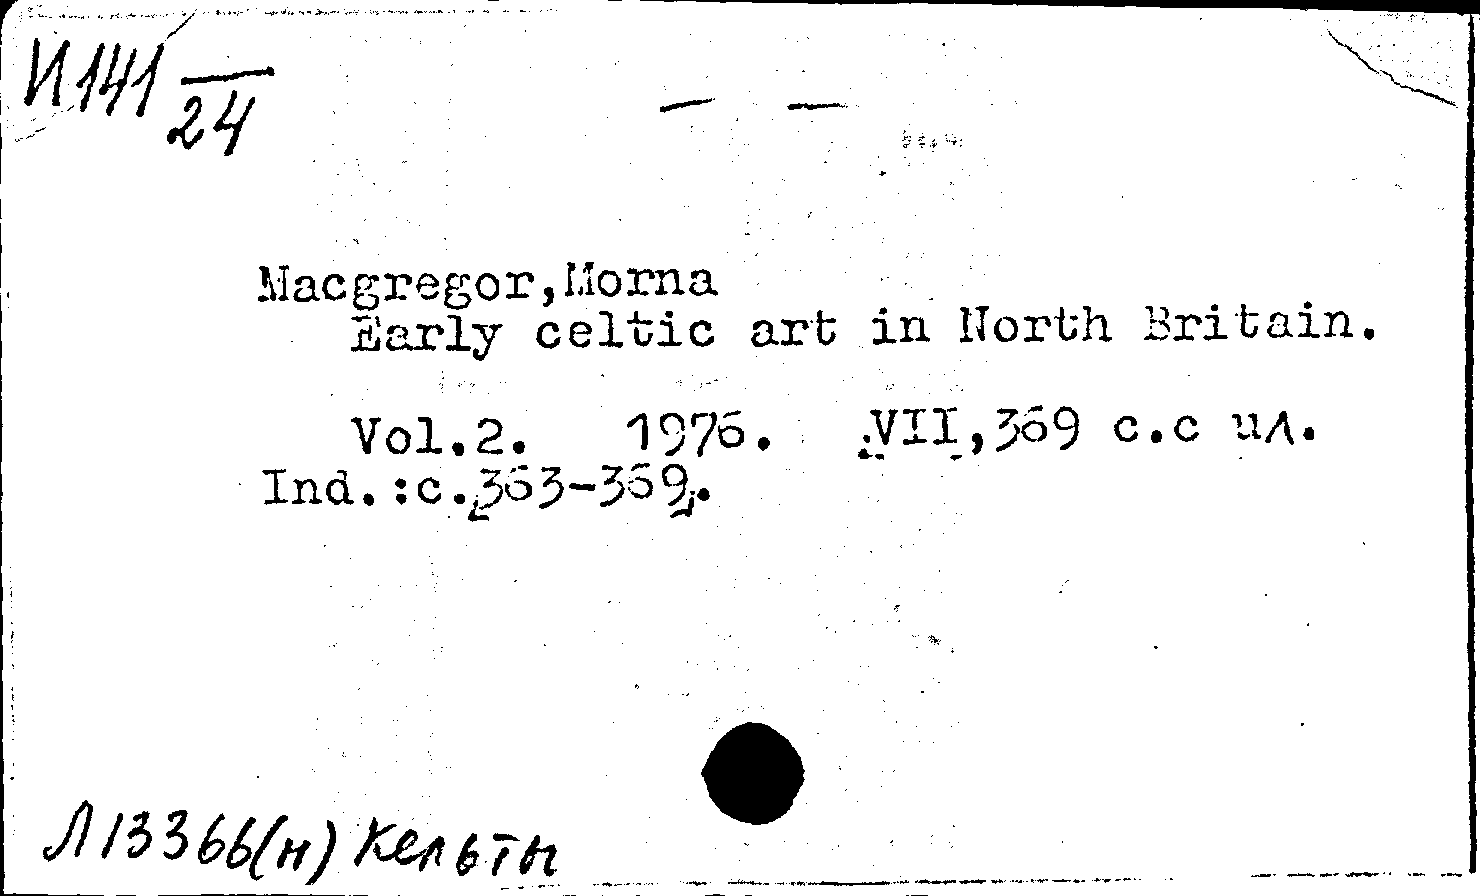 И141
24
— —
Macgregor,Morna
Early celtic art in North Britain.
Vol.2. 1976. VII,369 с.с ил.
Ind.:с.363-369.
Л13366(н) Кельты